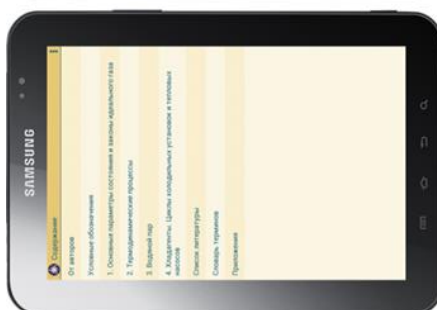 SAMSUNG
Содержание
От авторов
Условные обозначения
1. Основные параметры состояния и законы идеального газа
2. Термодинамические процессы
3. Водяной пар
4. Хладагенты. Циклы холодильных установок и тепловых
насосов
Список литературы
Словарь терминов
Приложения